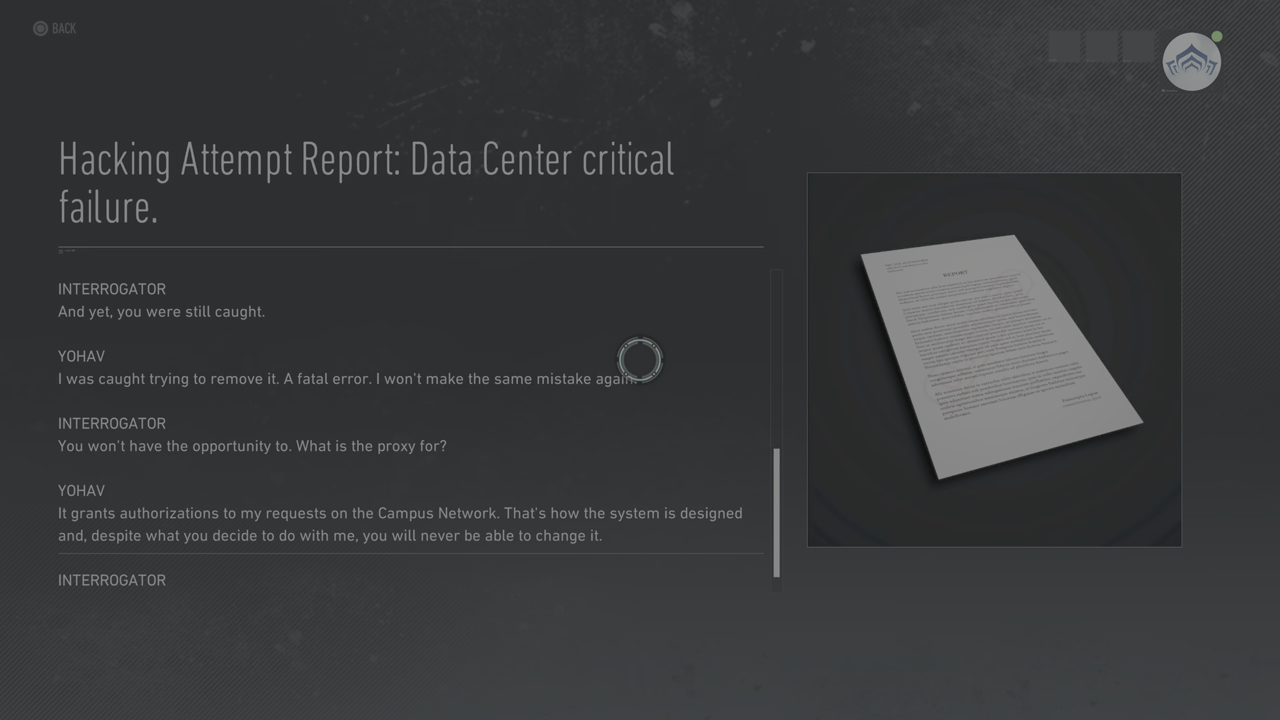 BACK
Hacking Attempt Report: Data Center critical
failure.
INTERROGATOR
And yet, you were still caught.
YOHAV
I was caught trying to remove it. A fatal error. I won't make the same mistake again.
INTERROGATOR
You won't have the opportunity to. What is the proxy for?
YOHAV
It grants authorizations to my requests on the Campus Network. That's how the system is designed
and, despite what you decide to do with me, you will never be able to change it.
INTERROGATOR
REPORT